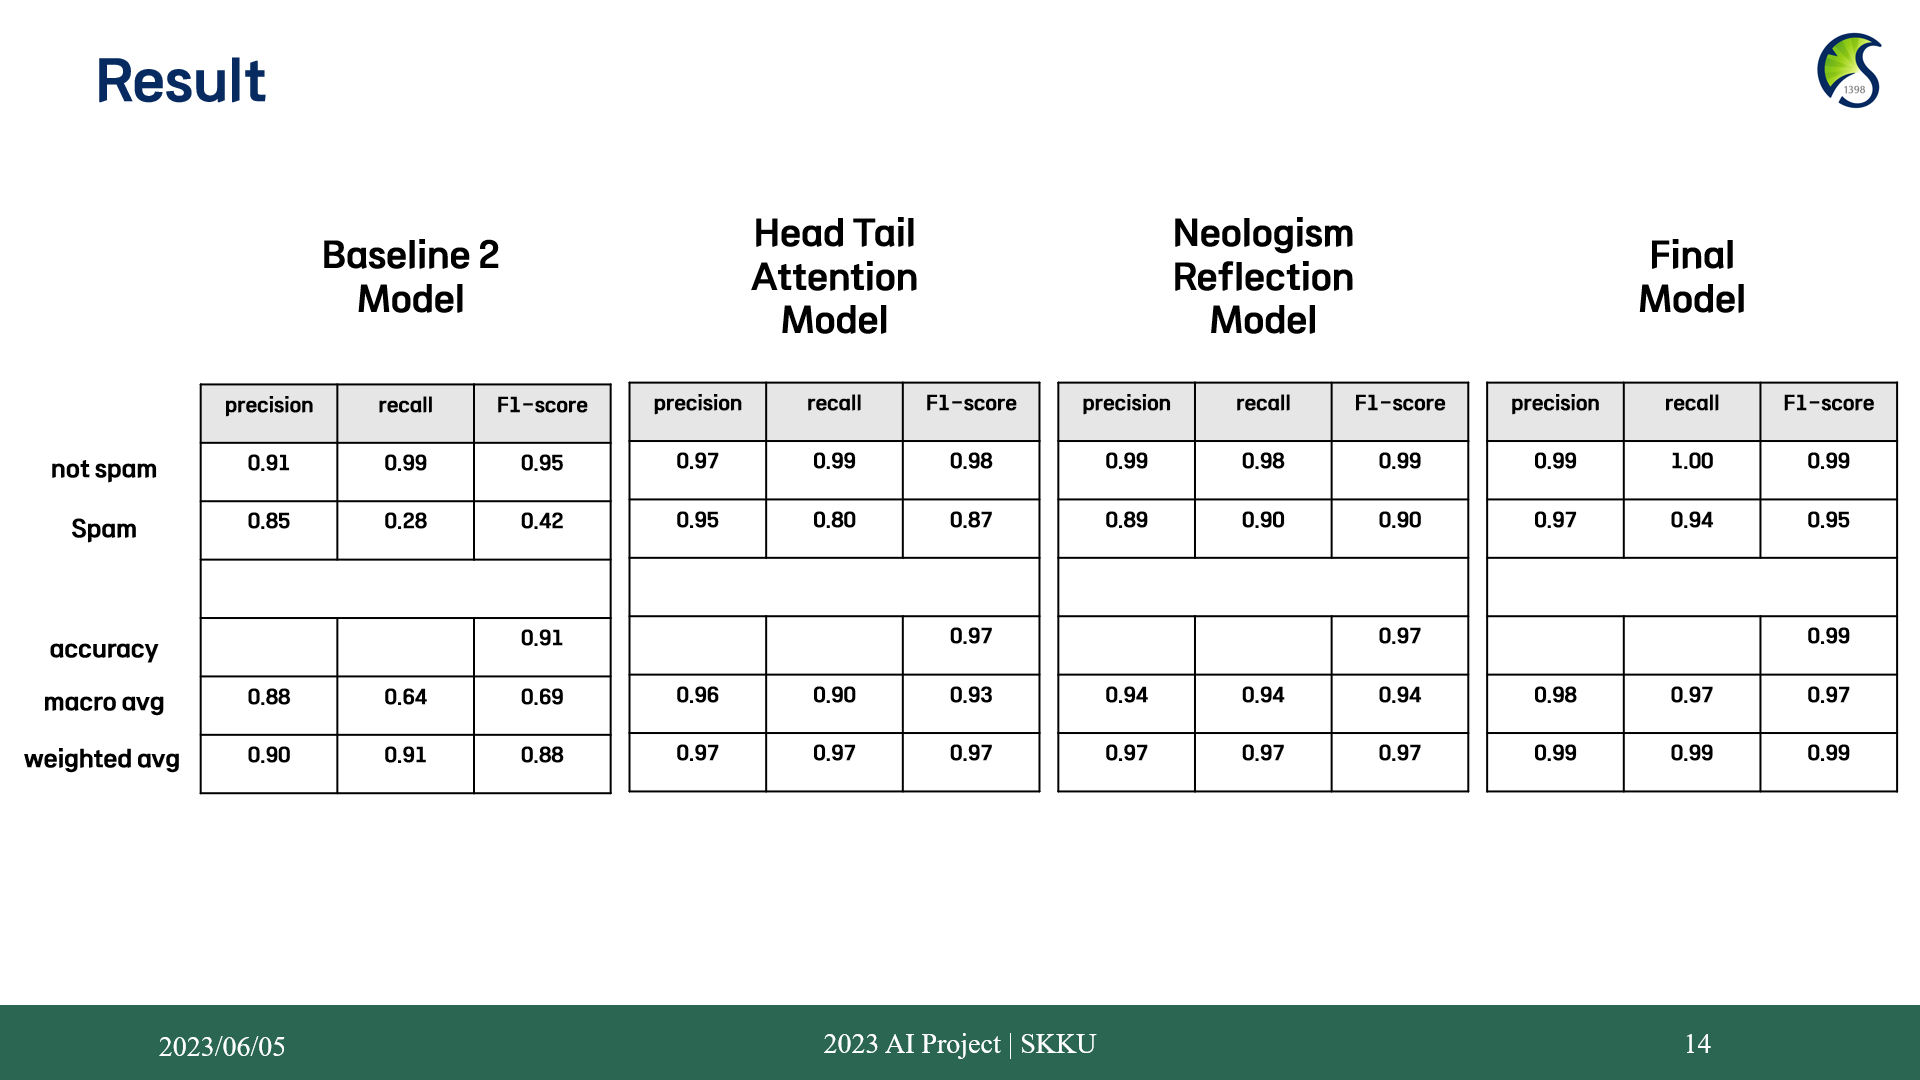 Result
1398
Baseline 2
Model
Head Tail
Attention
Model
Neologism
Reflection
Model
Final
Model
precision recall F1-score precision recall F1-score precision recall F1-score precision recall F1-score
not spam 0.91 0.99 0.95 0.97 0.99 0.98 0.99 0.98 0.99 0.99 1.00 0.99
Spam 0.85 0.28 0.42 0.95 0.80 0.87 0.89 0.90 0.90 0.97 0.94 0.95
accuracy 0.91 0.97 0.97 0.99
macro avg 0.88 0.64 0.69 0.96 0.90 0.93 0.94 0.94 0.94 0.98 0.97 0.97
weighted avg 0.90 0.91 0.88 0.97 0.97 0.97 0.97 0.97 0.97 0.99 0.99 0.99
2023/06/05 2023 AI Project | SKKU 14